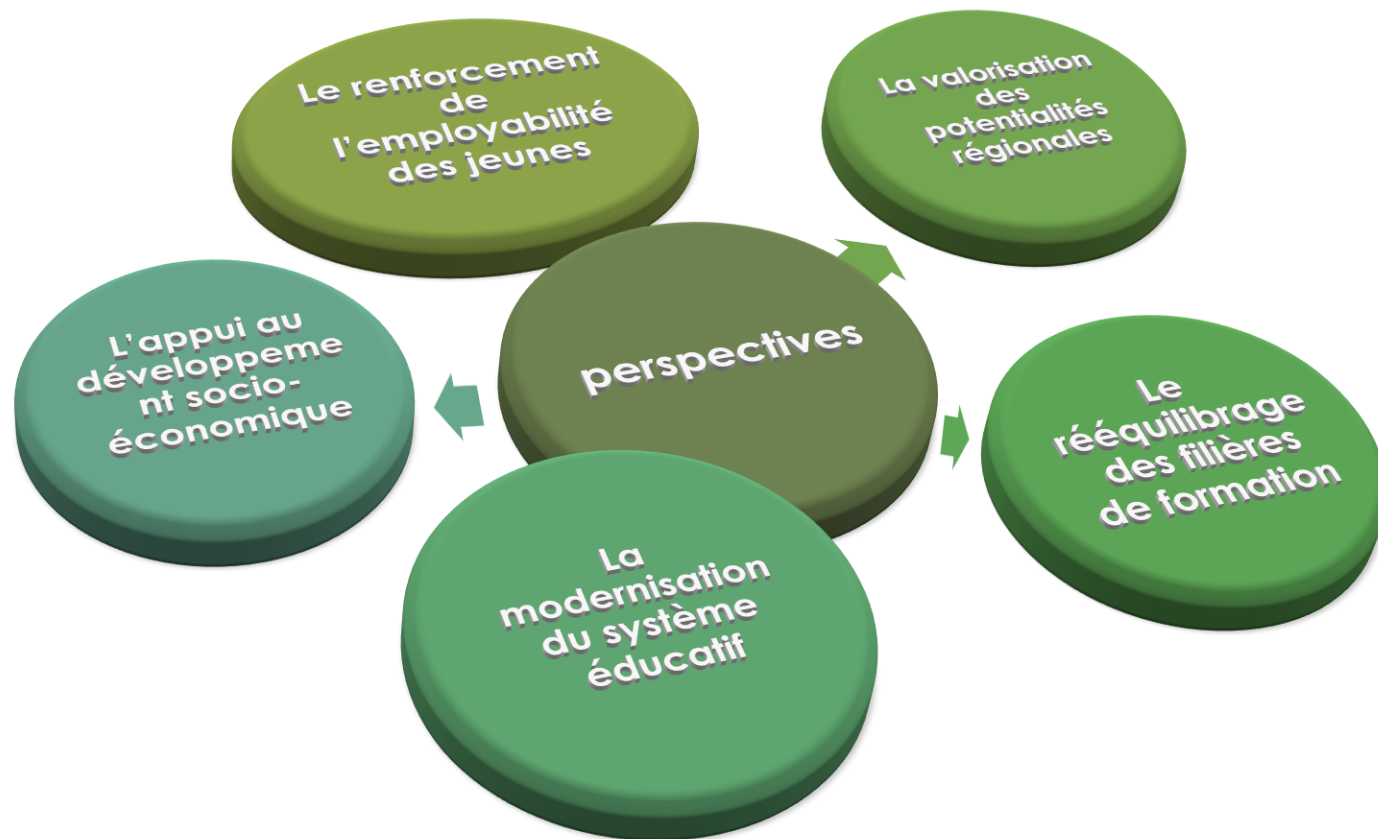 Le renforcement
de
l'employabilité
des jeunes
La valorisation
des
potentialités
régionales
L'appui au
développeme
nt socio-
économique
perspectives
Le
rééquilibrage
des filières
de formation
La
modernisation
du système
éducatif